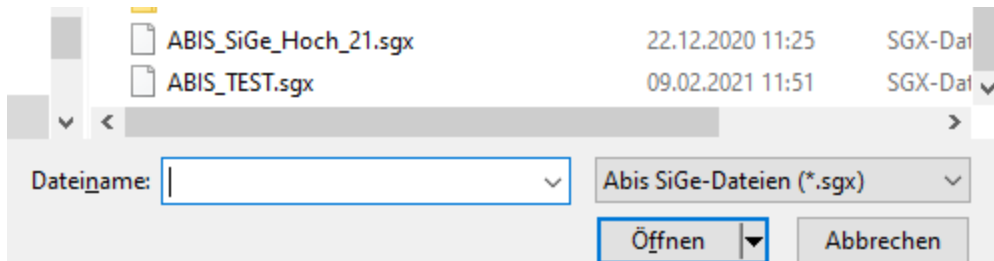 ABIS_SiGe_Hoch_21.sgx 22.12.2020 11:25 SGX-Dat
ABIS_TEST.sgx 09.02.2021 11:51 SGX-Dat
Dateiname: Abis SiGe-Dateien (*.sgx)
Öffnen Abbrechen